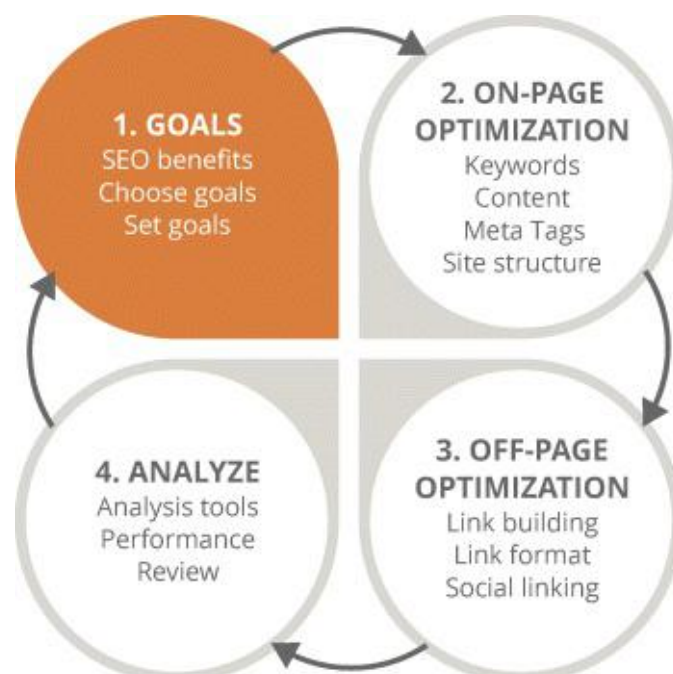 1. GOALS
SEO benefits
Choose goals
Set goals
2. ON-PAGE
OPTIMIZATION
Keywords
Content
Meta Tags
Site structure
3. OFF-PAGE
OPTIMIZATION
Link building
Link format
Social linking
4. ANALYZE
Analysis tools
Performance
Review